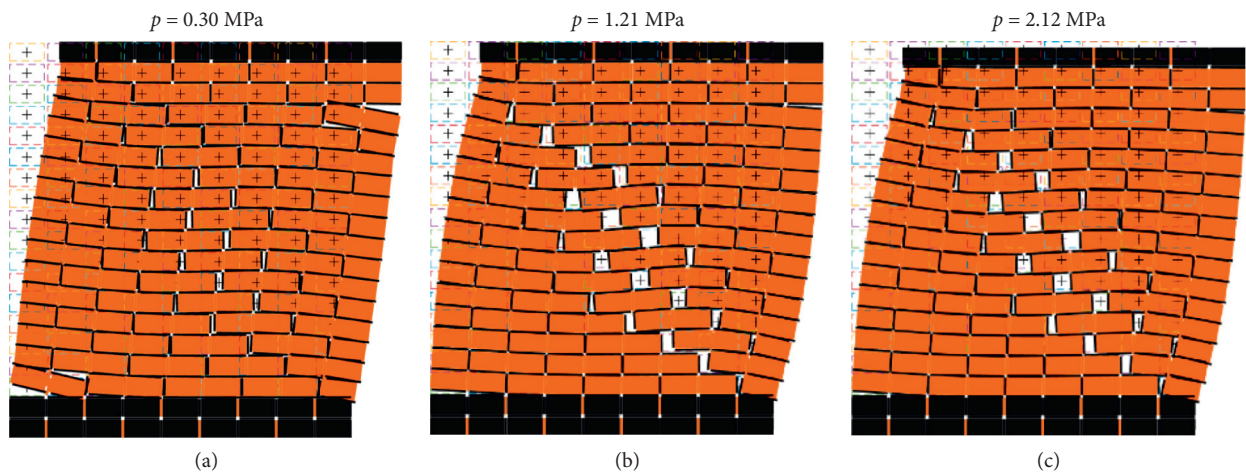 p = 0.30 MPa
p = 1.21 MPa
p = 2.12 MPa
(a)
(b)
(c)